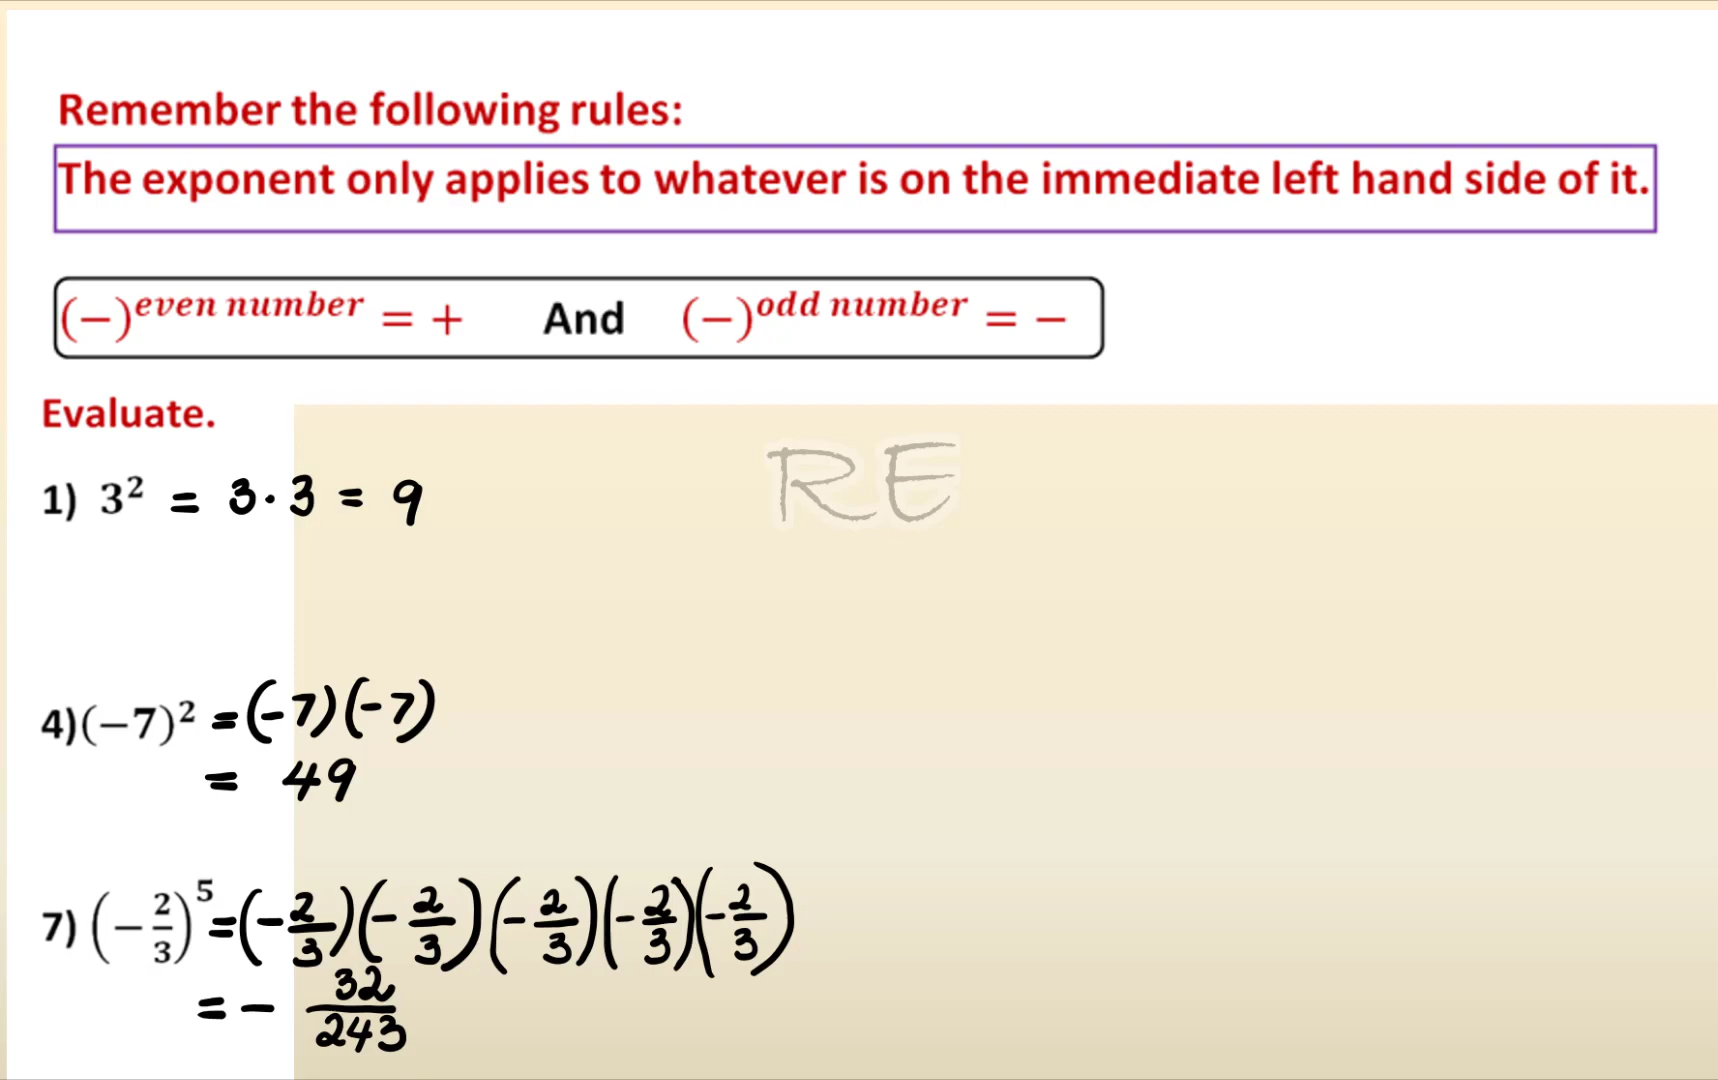 Remember the following rules:
The exponent only applies to whatever is on the immediate left hand side of it.
(−)^even number = + And (−)^odd number = −
Evaluate.
RE
1) 3² = 3·3 = 9
4)(−7)² = (-7)(-7)
= 49
7) (−2/3)⁵ = (-2/3)(-2/3)(-2/3)(-2/3)(-2/3)
= - 32/243